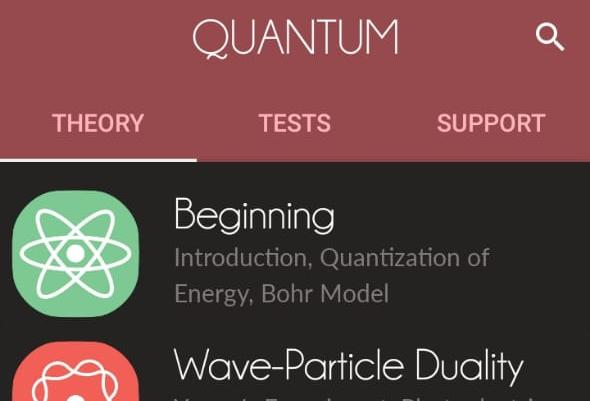 QUANTUM
THEORY TESTS SUPPORT
Beginning
Introduction, Quantization of
Energy, Bohr Model
Wave-Particle Duality